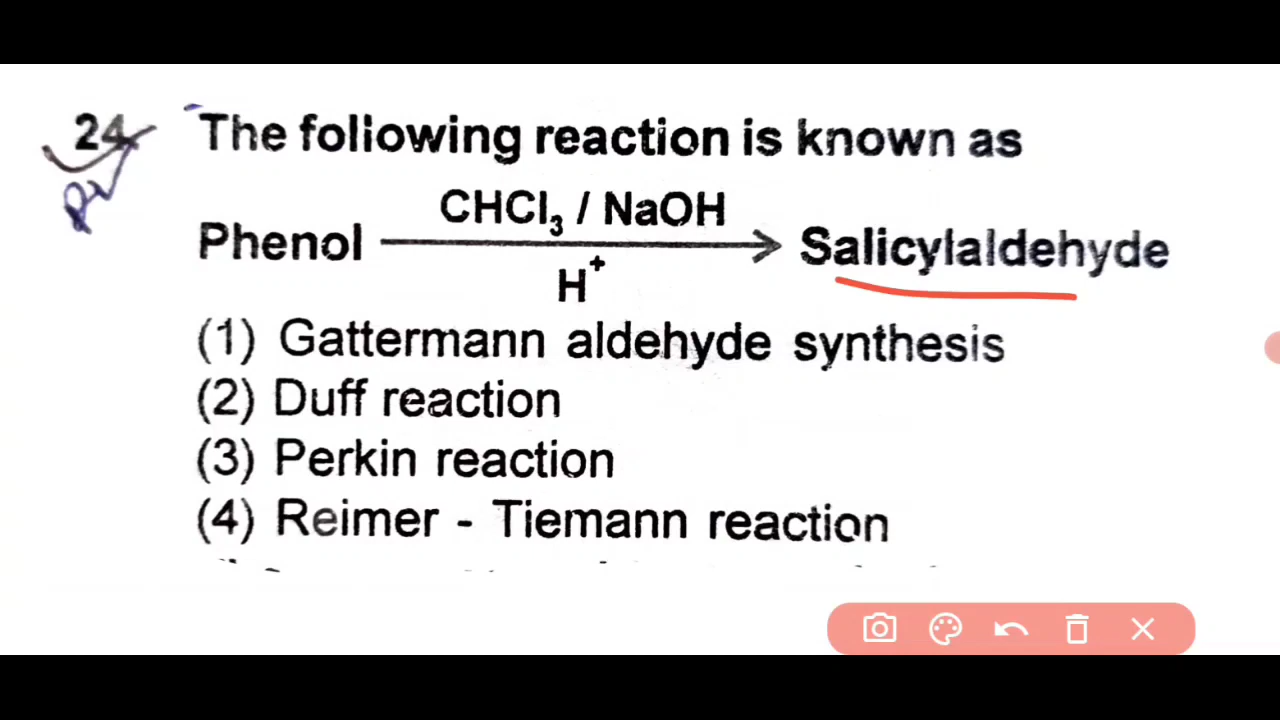 24. The following reaction is known as
CHCl₃ / NaOH
Phenol ⟶ Salicylaldehyde
H⁺
(1) Gattermann aldehyde synthesis
(2) Duff reaction
(3) Perkin reaction
(4) Reimer - Tiemann reaction